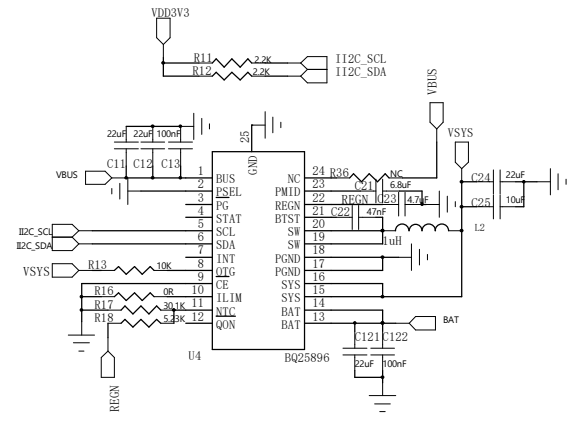 VDD3V3
R11 2.2K II2C_SCL
R12 2.2K II2C_SDA
VBUS
VSYS
22uF 22uF 100nF
C11 C12 C13
25
GND
VBUS
1 BUS
2 PSEL
3 PG
4 STAT
II2C_SCL 5 SCL
II2C_SDA 6 SDA
7 INT
VSYS R13 10K 8 OTG
9 CE
R16 0R 10 ILIM
R17 30.1K 11 NTC
R18 5.23K 12 QON
REGN
U4
BQ25896
NC 24 R36 NC
PMID 23 C21 6.8uF
REGN 22 REGN C23 4.7uF
BTST 21 C22 47nF
SW 20
SW 19 1uH L2
PGND 18
PGND 17
SYS 16
SYS 15
BAT 14
BAT 13 BAT
C24 22uF
C25 10uF
C121 C122
22uF 100nF